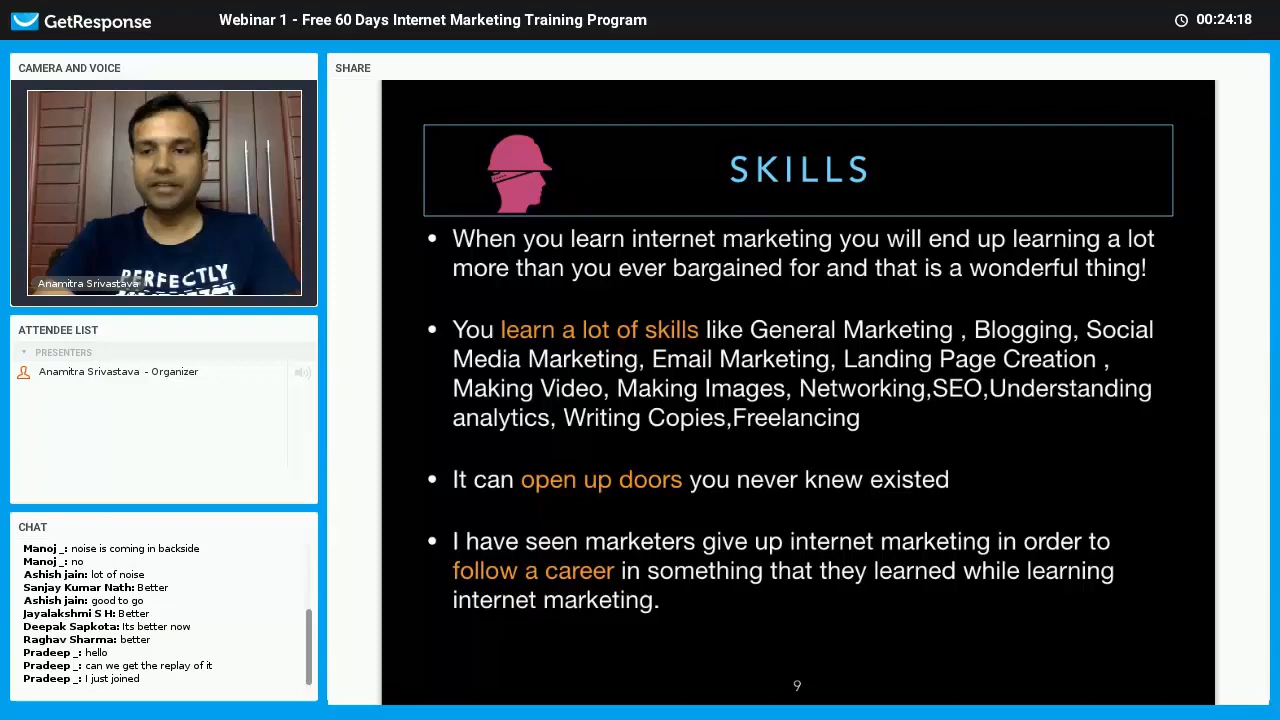 GetResponse
Webinar 1 - Free 60 Days Internet Marketing Training Program
00:24:18
CAMERA AND VOICE
PERFECTLY
Anamitra Srivastava
ATTENDEE LIST
PRESENTERS
Anamitra Srivastava - Organizer
CHAT
Manoj _: noise is coming in backside
Manoj _: no
Ashish jain: lot of noise
Sanjay Kumar Nath: Better
Ashish jain: good to go
Jayalakshmi S H: Better
Deepak Sapkota: Its better now
Raghav Sharma: better
Pradeep _: hello
Pradeep _: can we get the replay of it
Pradeep _: I just joined
SHARE
SKILLS
• When you learn internet marketing you will end up learning a lot
more than you ever bargained for and that is a wonderful thing!
• You learn a lot of skills like General Marketing , Blogging, Social
Media Marketing, Email Marketing, Landing Page Creation ,
Making Video, Making Images, Networking,SEO,Understanding
analytics, Writing Copies,Freelancing
• It can open up doors you never knew existed
• I have seen marketers give up internet marketing in order to
follow a career in something that they learned while learning
internet marketing.
9